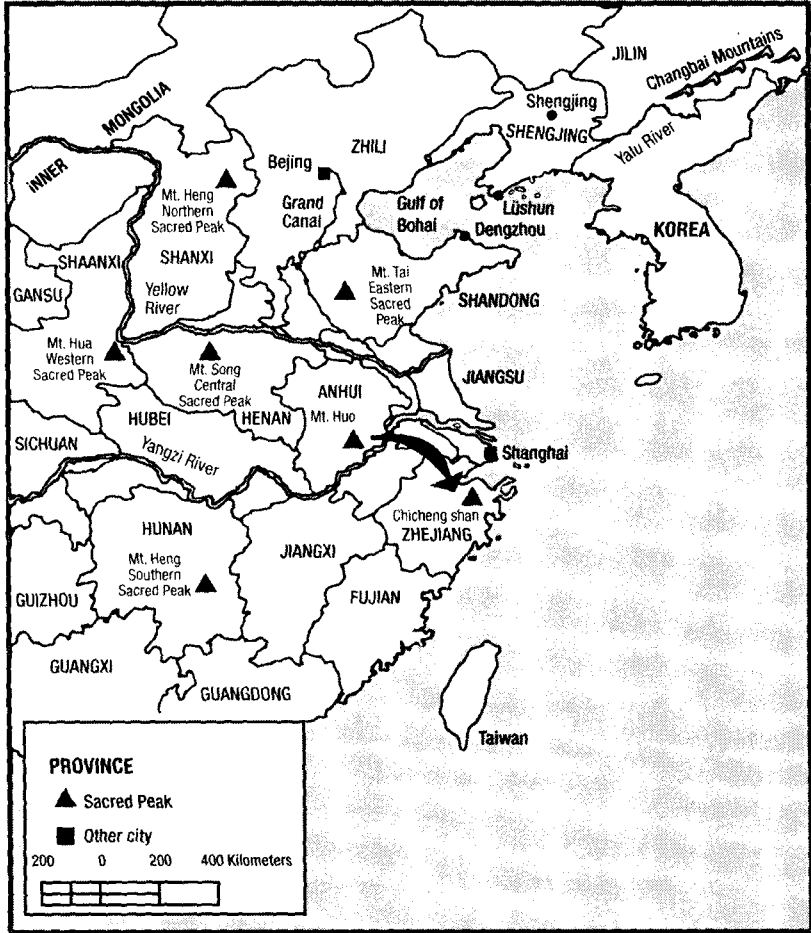 JILIN
Changbai Mountains
MONGOLIA
Shengjing
SHENGJING
ZHILI
Yalu River
Bejing
INNER
Mt. Heng
Northern
Sacred Peak
Grand
Canal
Gulf of
Bohai
Lüshun
Dengzhou
KOREA
SHAANXI
SHANXI
GANSU
Yellow
River
Mt. Tai
Eastern
Sacred
Peak
SHANDONG
Mt. Hua
Western
Sacred Peak
Mt. Song
Central
Sacred Peak
JIANGSU
ANHUI
HUBEI
HENAN
Mt. Huo
SICHUAN
Yangzi River
Shanghai
Chicheng shan
ZHEJIANG
HUNAN
JIANGXI
Mt. Heng
Southern
Sacred Peak
GUIZHOU
FUJIAN
GUANGXI
GUANGDONG
Taiwan
PROVINCE
Sacred Peak
Other city
200 0 200 400 Kilometers